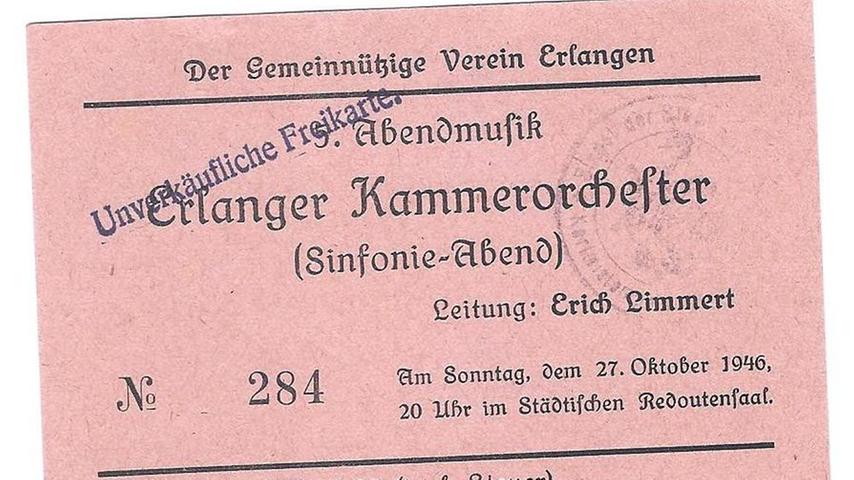 Der Gemeinnützige Verein Erlangen
Unverkäufliche Freikarte.
5. Abendmusik
Erlanger Kammerorchester
(Sinfonie-Abend)
Leitung: Erich Limmert
№ 284
Am Sonntag, dem 27. Oktober 1946,
20 Uhr im Städtischen Redoutensaal.